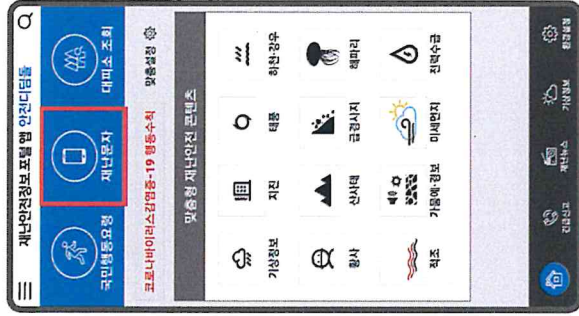 재난안전정보 포털 앱 안전디딤돌
국민행동요령 재난문자 대피소 조회
코로나바이러스감염증-19 행동수칙 맞춤설정
맞춤형 재난안전 콘텐츠
기상정보 지진 태풍 하천·강우
황사 산사태 급경사지 해파리
적조 가뭄예·경보 미세먼지 전력수급
긴급신고 재난뉴스 기상정보 환경설정